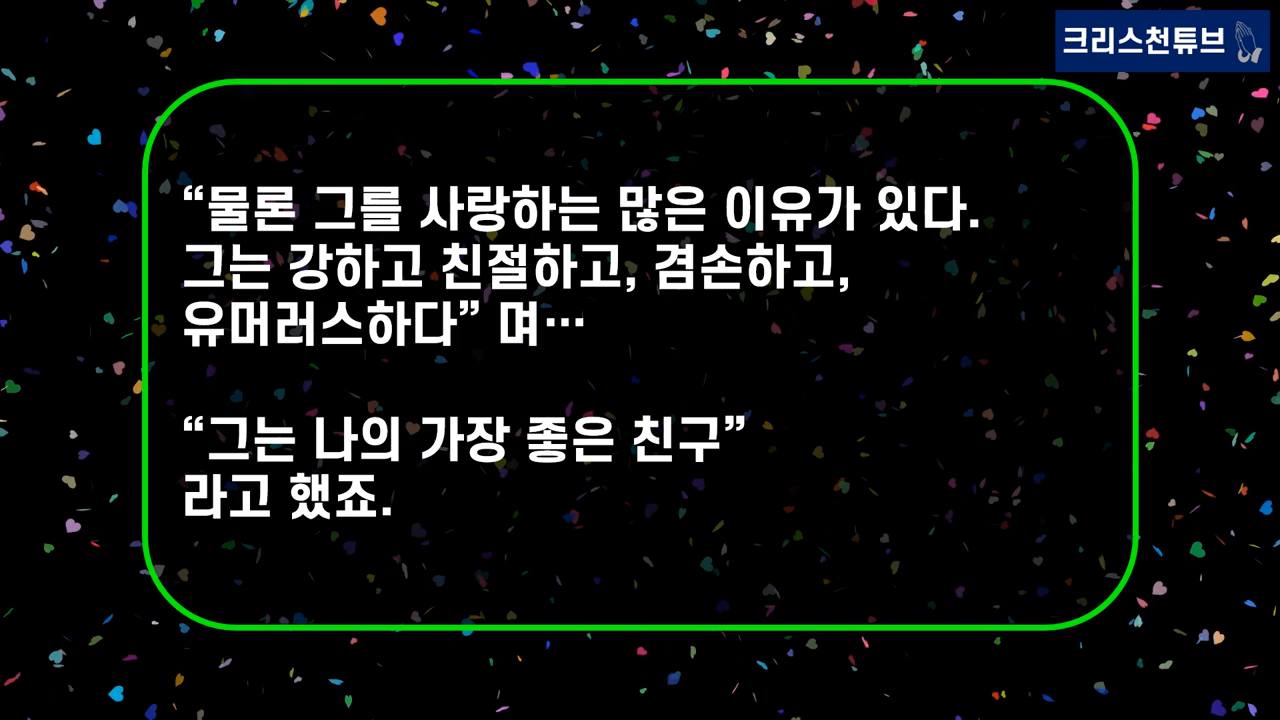 크리스천튜브
“물론 그를 사랑하는 많은 이유가 있다.
그는 강하고 친절하고, 겸손하고,
유머러스하다” 며…
“그는 나의 가장 좋은 친구”
라고 했죠.